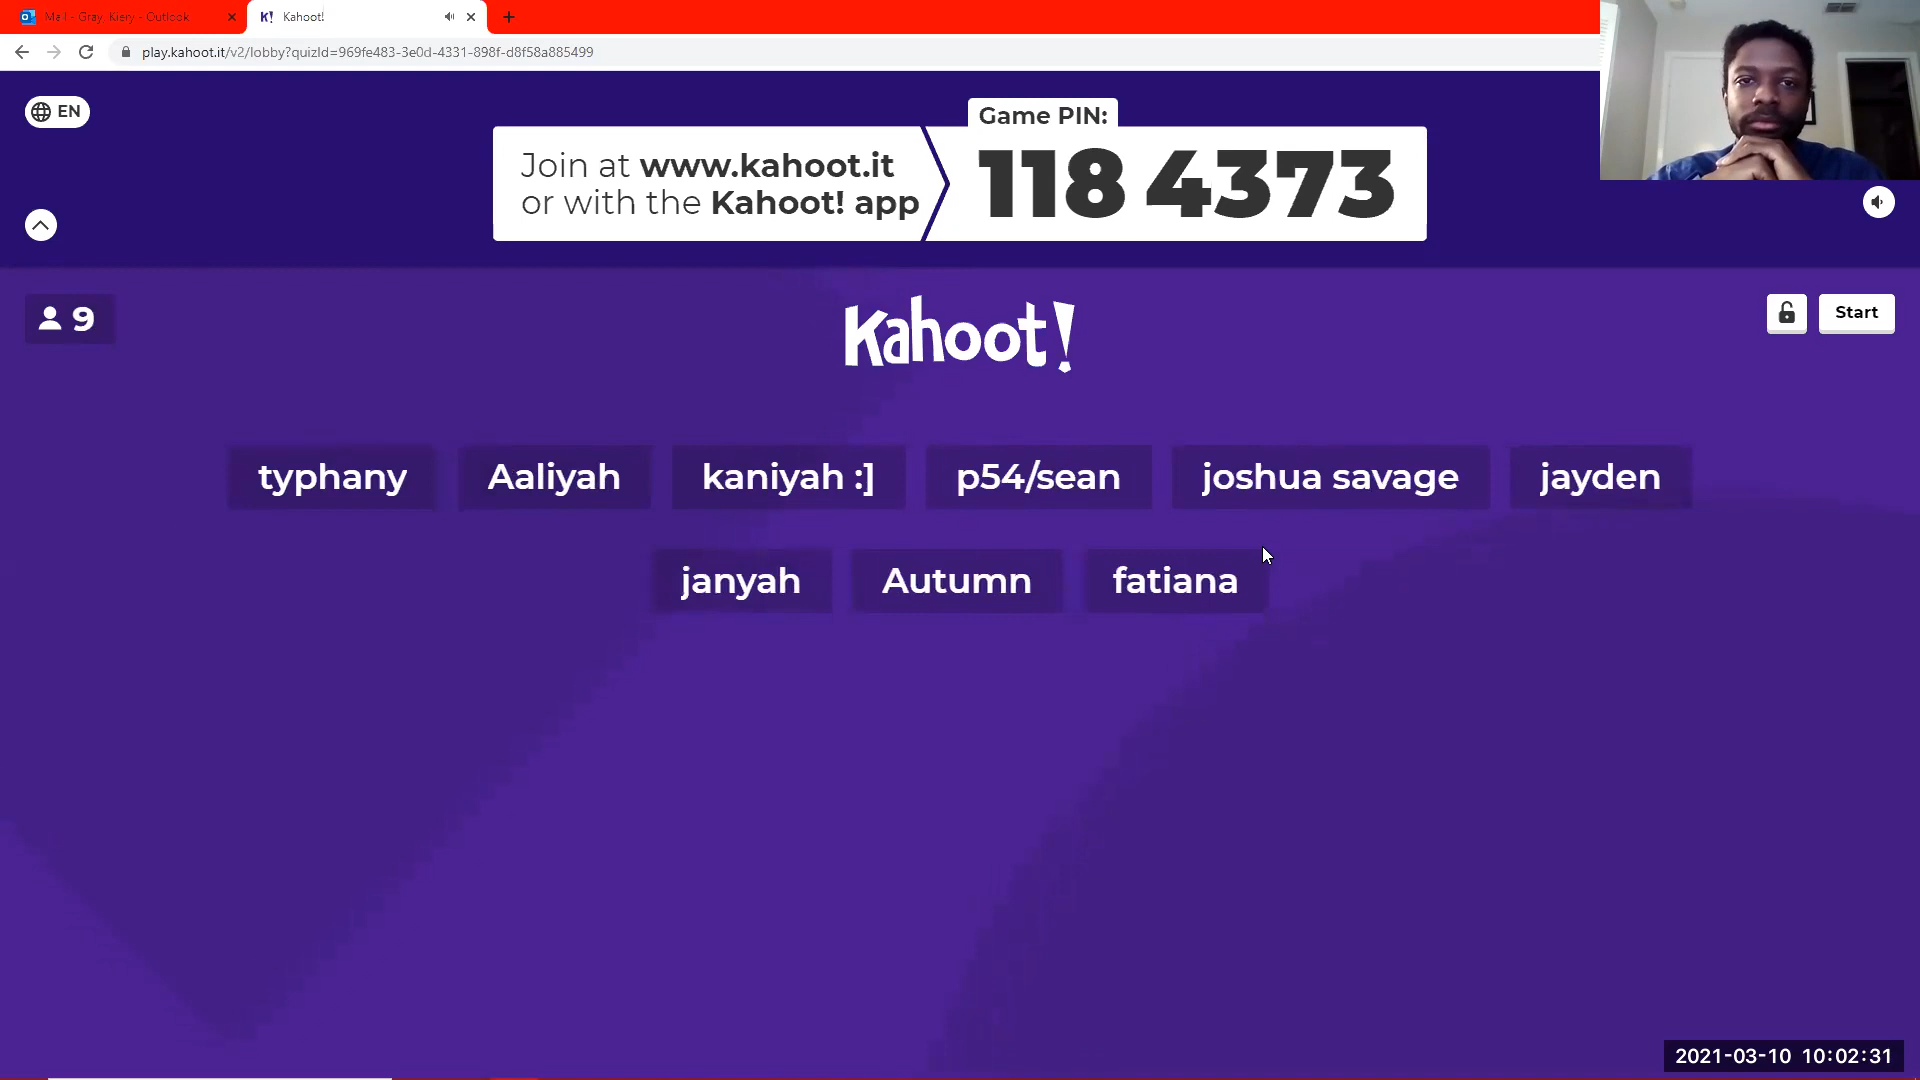 Mail - Gray, Kiery - Outlook
Kahoot!
play.kahoot.it/v2/lobby?quizId=969fe483-3e0d-4331-898f-d8f58a885499
EN
Join at www.kahoot.it
or with the Kahoot! app
Game PIN:
118 4373
9
Kahoot!
Start
typhany
Aaliyah
kaniyah :]
p54/sean
joshua savage
jayden
janyah
Autumn
fatiana
2021-03-10 10:02:31